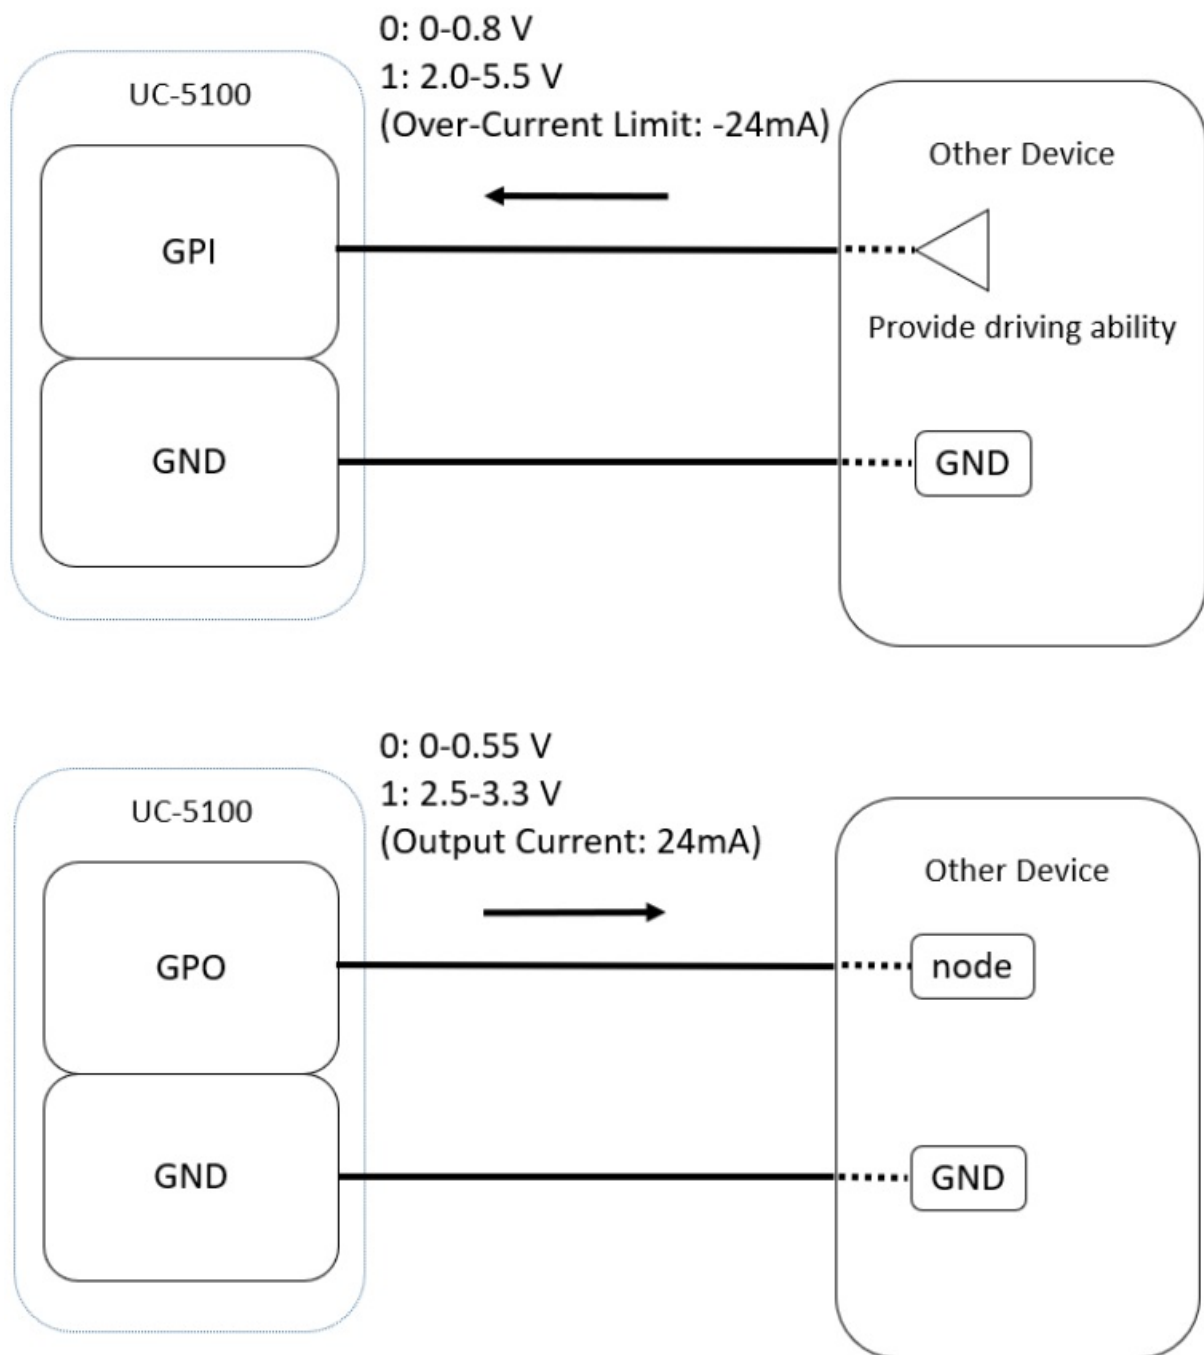 0: 0-0.8 V
1: 2.0-5.5 V
(Over-Current Limit: -24mA)
UC-5100
GPI
GND
Other Device
Provide driving ability
GND
0: 0-0.55 V
1: 2.5-3.3 V
(Output Current: 24mA)
UC-5100
GPO
GND
Other Device
node
GND